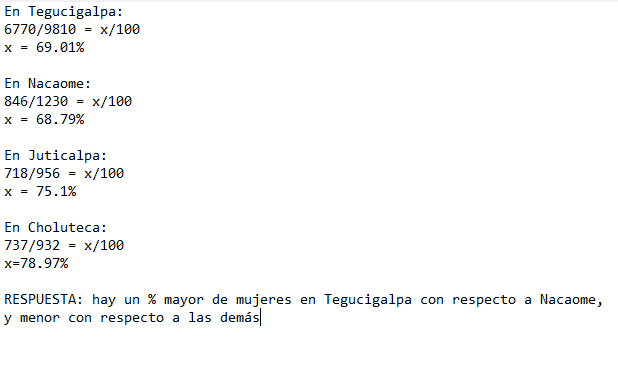 En Tegucigalpa:
6770/9810 = x/100
x = 69.01%
En Nacaome:
846/1230 = x/100
x = 68.79%
En Juticalpa:
718/956 = x/100
x = 75.1%
En Choluteca:
737/932 = x/100
x=78.97%
RESPUESTA: hay un % mayor de mujeres en Tegucigalpa con respecto a Nacaome,
y menor con respecto a las demás